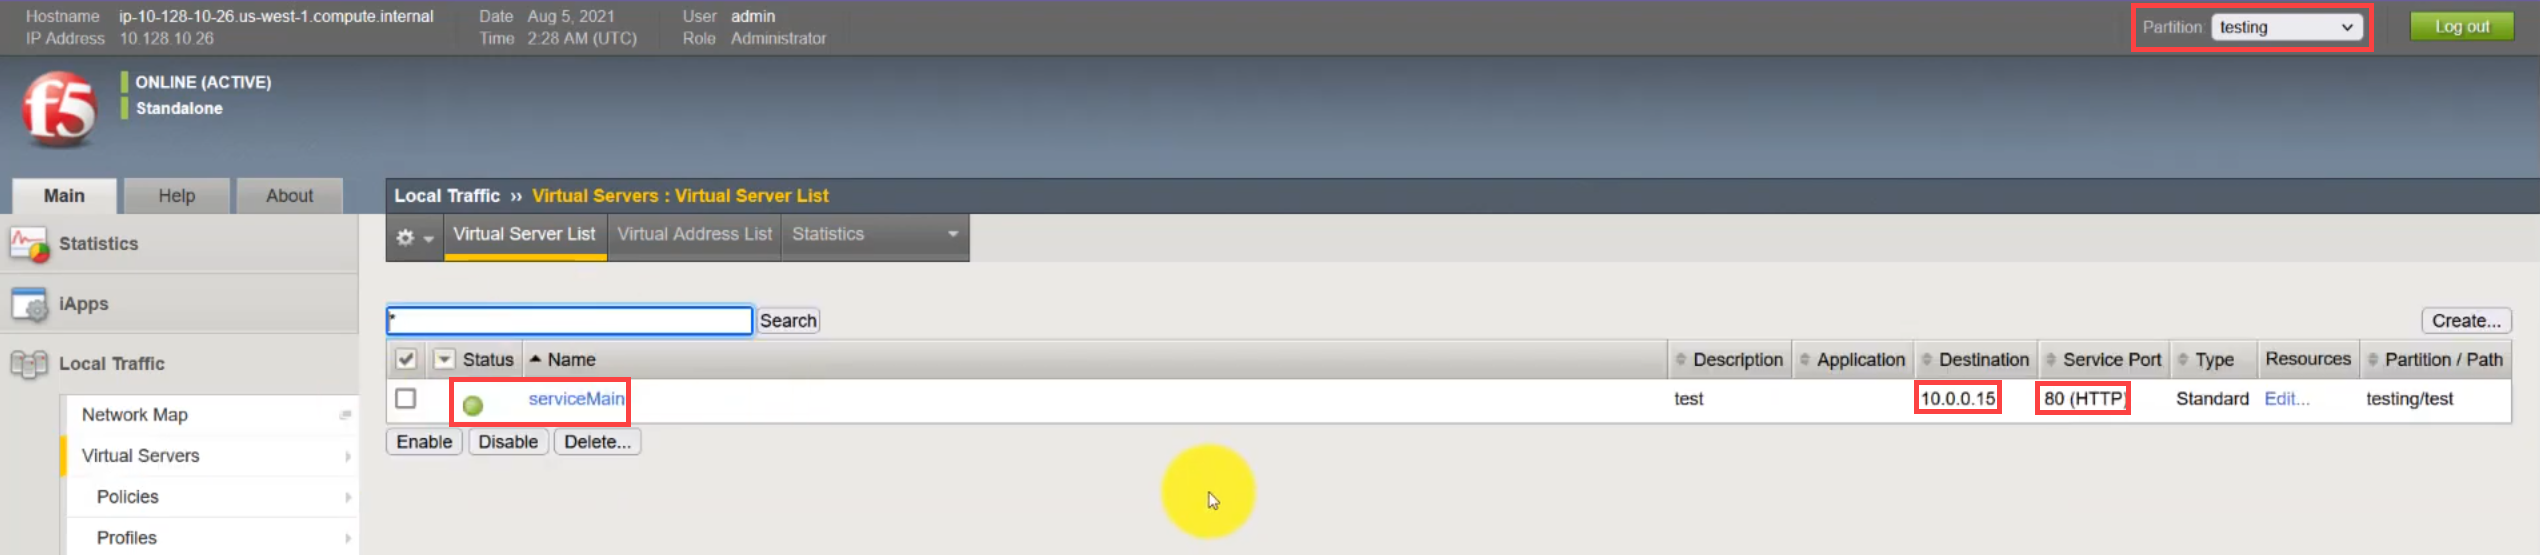 Hostname ip-10-128-10-26.us-west-1.compute.internal Date Aug 5, 2021 User admin Partition: testing Log out
IP Address 10.128.10.26 Time 2:28 AM (UTC) Role Administrator
f5
ONLINE (ACTIVE)
Standalone
Main Help About
Local Traffic ›› Virtual Servers : Virtual Server List
Virtual Server List Virtual Address List Statistics
Statistics
iApps
Local Traffic
Network Map
Virtual Servers
Policies
Profiles
* Search Create...
Status Name Description Application Destination Service Port Type Resources Partition / Path
serviceMain test 10.0.0.15 80 (HTTP) Standard Edit... testing/test
Enable Disable Delete...